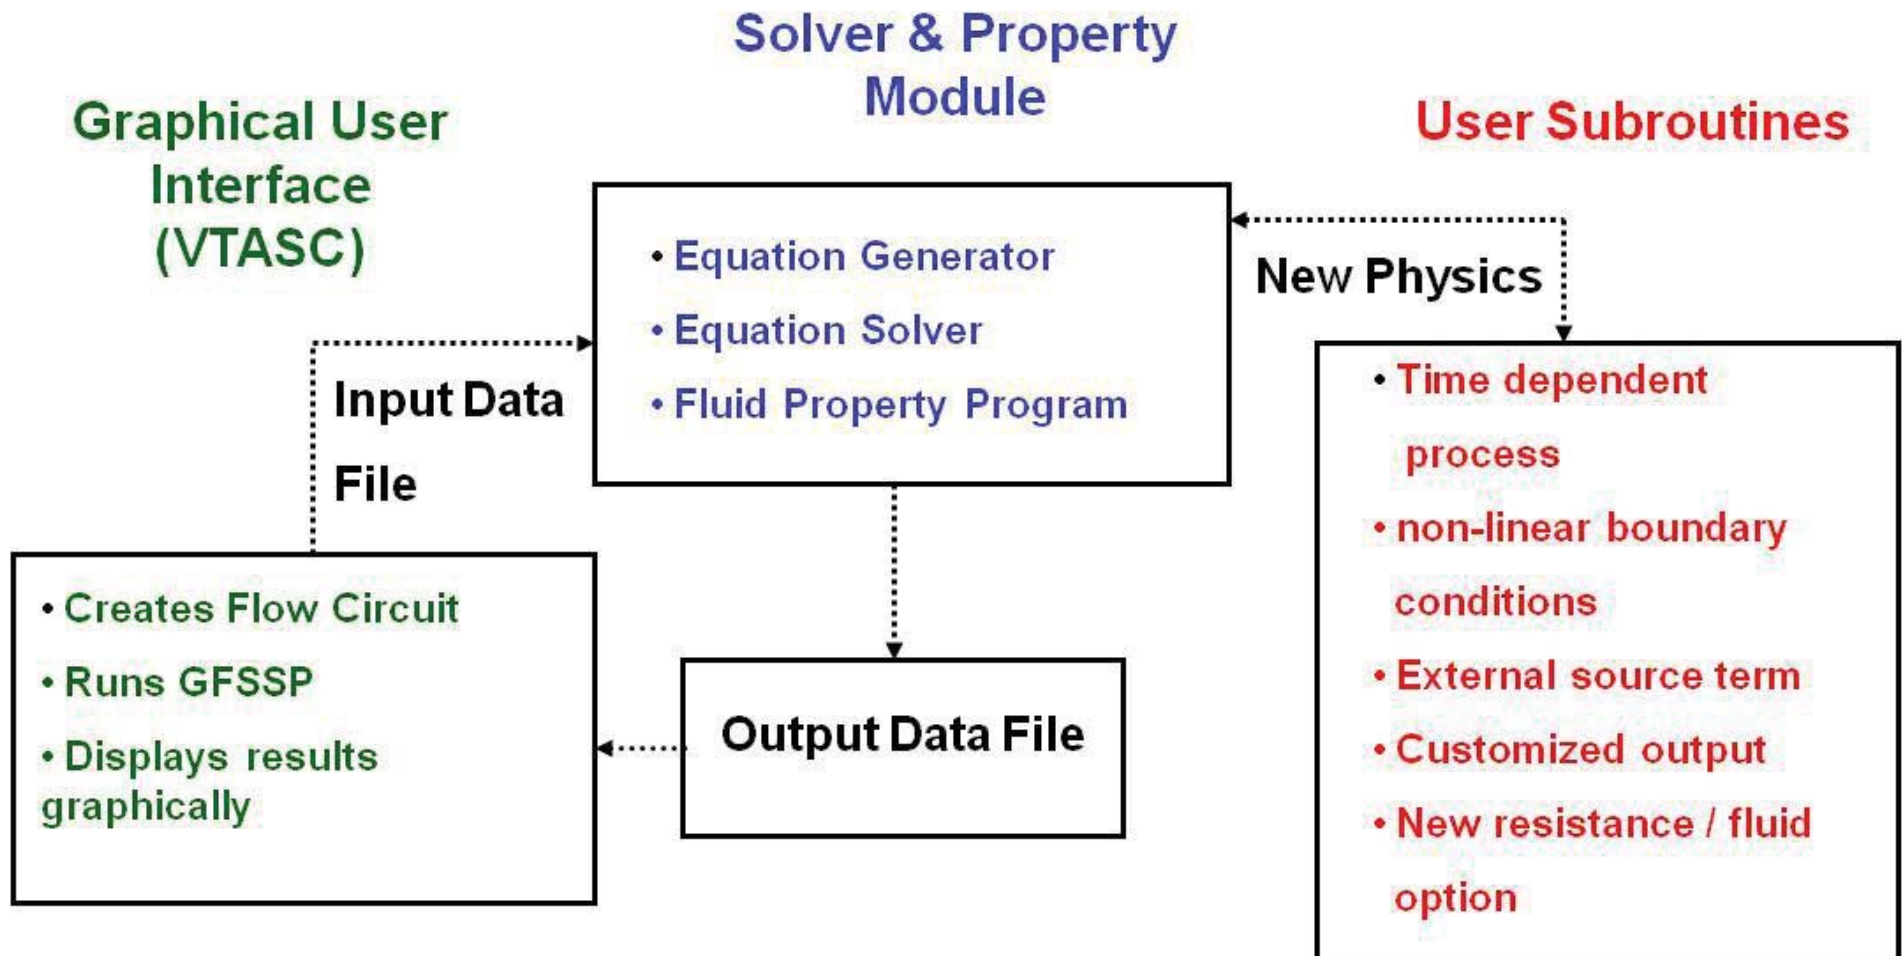 Solver & Property
Module
Graphical User
Interface
(VTASC)
User Subroutines
• Equation Generator
• Equation Solver
• Fluid Property Program
New Physics
Input Data
File
• Time dependent
process
• non-linear boundary
conditions
• External source term
• Customized output
• New resistance / fluid
option
• Creates Flow Circuit
• Runs GFSSP
• Displays results
graphically
Output Data File